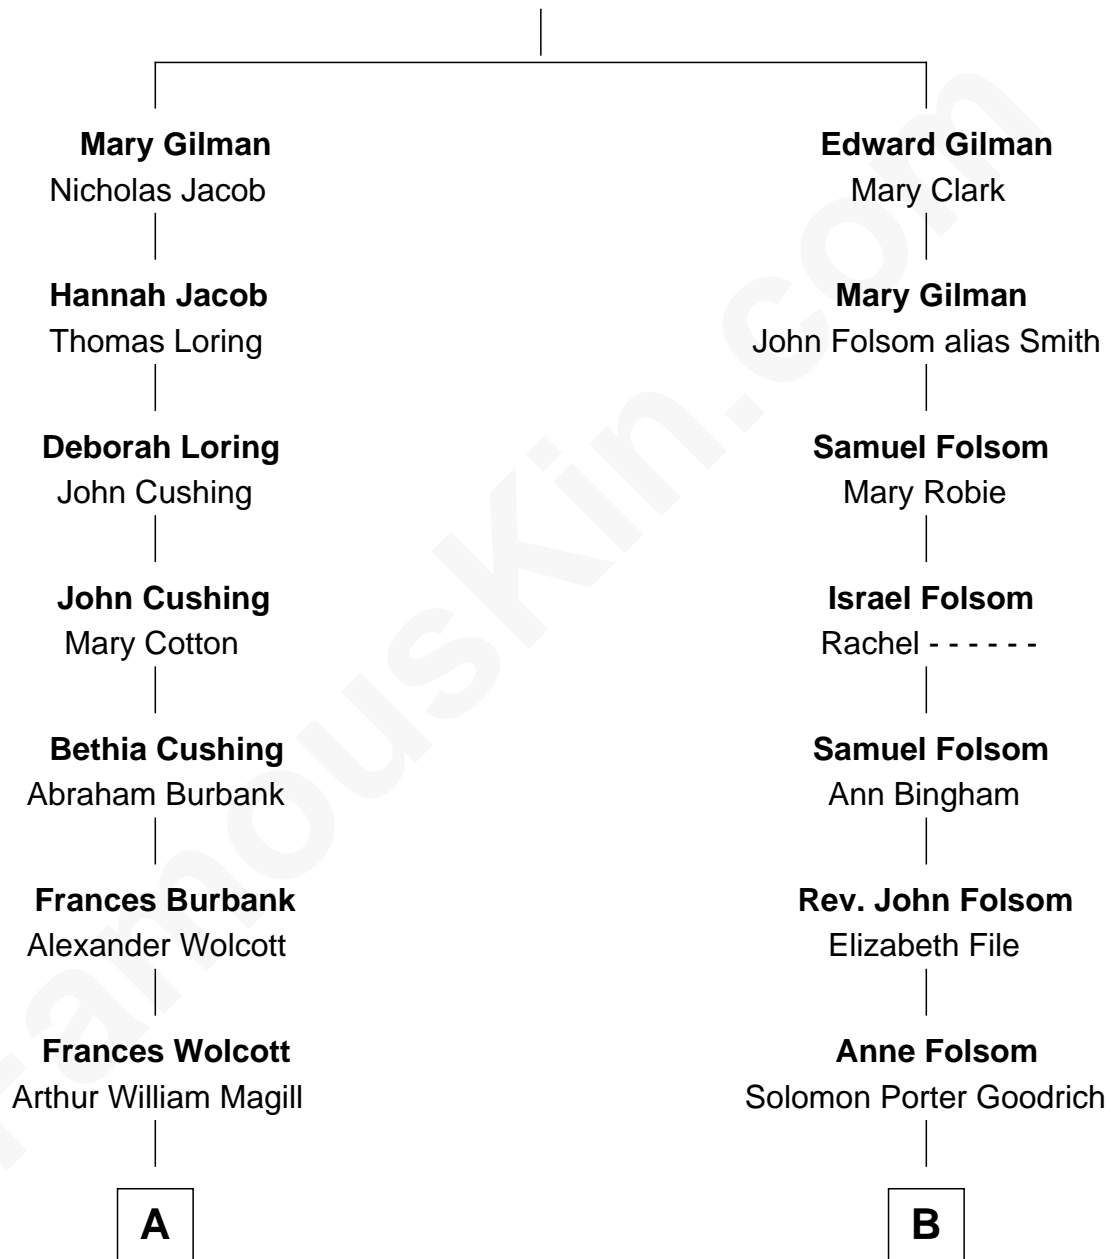 Mary Gilman
Nicholas Jacob
Hannah Jacob
Thomas Loring
Deborah Loring
John Cushing
John Cushing
Mary Cotton
Bethia Cushing
Abraham Burbank
Frances Burbank
Alexander Wolcott
Frances Wolcott
Arthur William Magill
A
Edward Gilman
Mary Clark
Mary Gilman
John Folsom alias Smith
Samuel Folsom
Mary Robie
Israel Folsom
Rachel - - - - - -
Samuel Folsom
Ann Bingham
Rev. John Folsom
Elizabeth File
Anne Folsom
Solomon Porter Goodrich
B
FamousKin.com